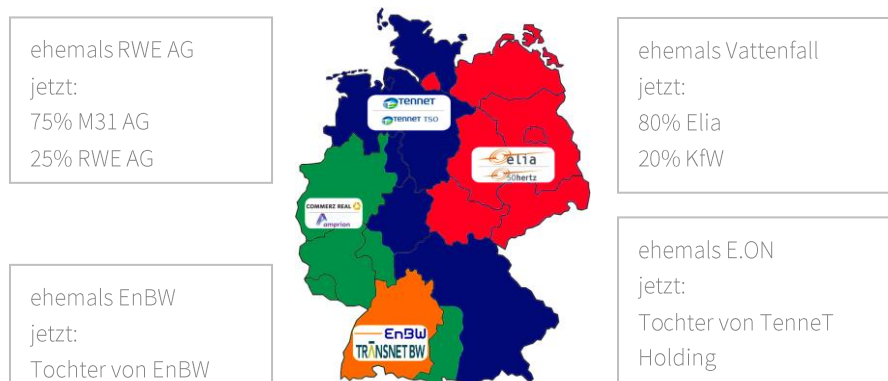 ehemals RWE AG
jetzt:
75% M31 AG
25% RWE AG
ehemals EnBW
jetzt:
Tochter von EnBW
TenneT
TenneT TSO
elia
50hertz
COMMERZ REAL
amprion
EnBW
TRANSNET BW
ehemals Vattenfall
jetzt:
80% Elia
20% KfW
ehemals E.ON
jetzt:
Tochter von TenneT
Holding